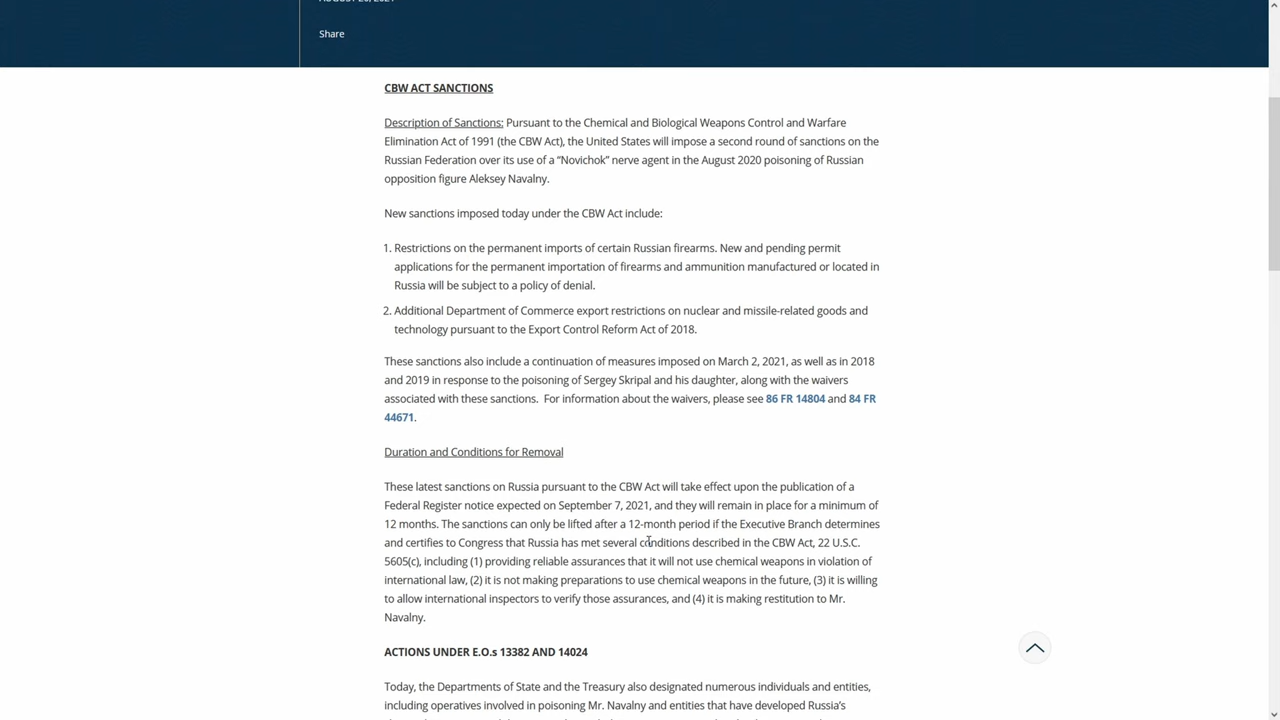 Share
CBW ACT SANCTIONS
Description of Sanctions: Pursuant to the Chemical and Biological Weapons Control and Warfare
Elimination Act of 1991 (the CBW Act), the United States will impose a second round of sanctions on the
Russian Federation over its use of a “Novichok” nerve agent in the August 2020 poisoning of Russian
opposition figure Aleksey Navalny.
New sanctions imposed today under the CBW Act include:
1. Restrictions on the permanent imports of certain Russian firearms. New and pending permit
applications for the permanent importation of firearms and ammunition manufactured or located in
Russia will be subject to a policy of denial.
2. Additional Department of Commerce export restrictions on nuclear and missile-related goods and
technology pursuant to the Export Control Reform Act of 2018.
These sanctions also include a continuation of measures imposed on March 2, 2021, as well as in 2018
and 2019 in response to the poisoning of Sergey Skripal and his daughter, along with the waivers
associated with these sanctions.  For information about the waivers, please see 86 FR 14804 and 84 FR
44671.
Duration and Conditions for Removal
These latest sanctions on Russia pursuant to the CBW Act will take effect upon the publication of a
Federal Register notice expected on September 7, 2021, and they will remain in place for a minimum of
12 months. The sanctions can only be lifted after a 12-month period if the Executive Branch determines
and certifies to Congress that Russia has met several conditions described in the CBW Act, 22 U.S.C.
5605(c), including (1) providing reliable assurances that it will not use chemical weapons in violation of
international law, (2) it is not making preparations to use chemical weapons in the future, (3) it is willing
to allow international inspectors to verify those assurances, and (4) it is making restitution to Mr.
Navalny.
ACTIONS UNDER E.O.s 13382 AND 14024
Today, the Departments of State and the Treasury also designated numerous individuals and entities,
including operatives involved in poisoning Mr. Navalny and entities that have developed Russia’s